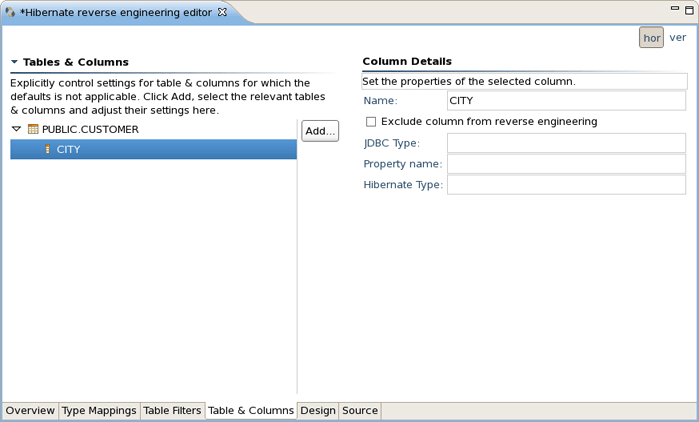 *Hibernate reverse engineering editor
hor ver
Tables & Columns
Explicitly control settings for table & columns for which the
defaults is not applicable. Click Add, select the relevant tables
& columns and adjust their settings here.
PUBLIC.CUSTOMER
CITY
Add...
Column Details
Set the properties of the selected column.
Name: CITY
Exclude column from reverse engineering
JDBC Type:
Property name:
Hibernate Type:
Overview Type Mappings Table Filters Table & Columns Design Source